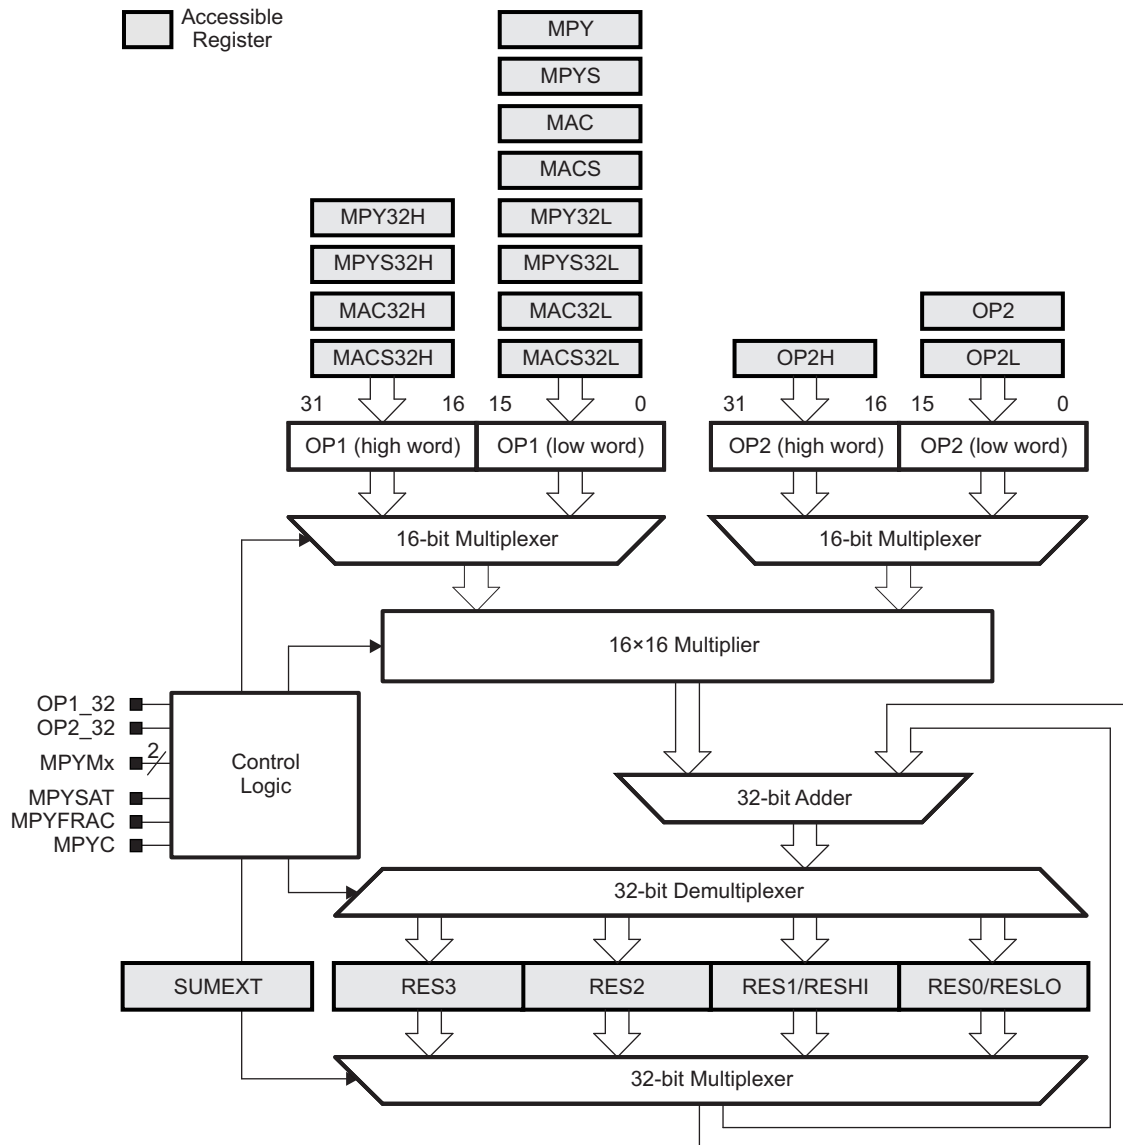 Accessible
Register
MPY
MPYS
MAC
MACS
MPY32H
MPY32L
MPYS32H
MPYS32L
MAC32H
MAC32L
OP2
MACS32H
MACS32L
OP2H
OP2L
31
16
15
0
31
16
15
0
OP1 (high word)
OP1 (low word)
OP2 (high word)
OP2 (low word)
16-bit Multiplexer
16-bit Multiplexer
16×16 Multiplier
OP1_32
OP2_32
MPYMx
2
MPYSAT
MPYFRAC
MPYC
Control
Logic
32-bit Adder
32-bit Demultiplexer
SUMEXT
RES3
RES2
RES1/RESHI
RES0/RESLO
32-bit Multiplexer